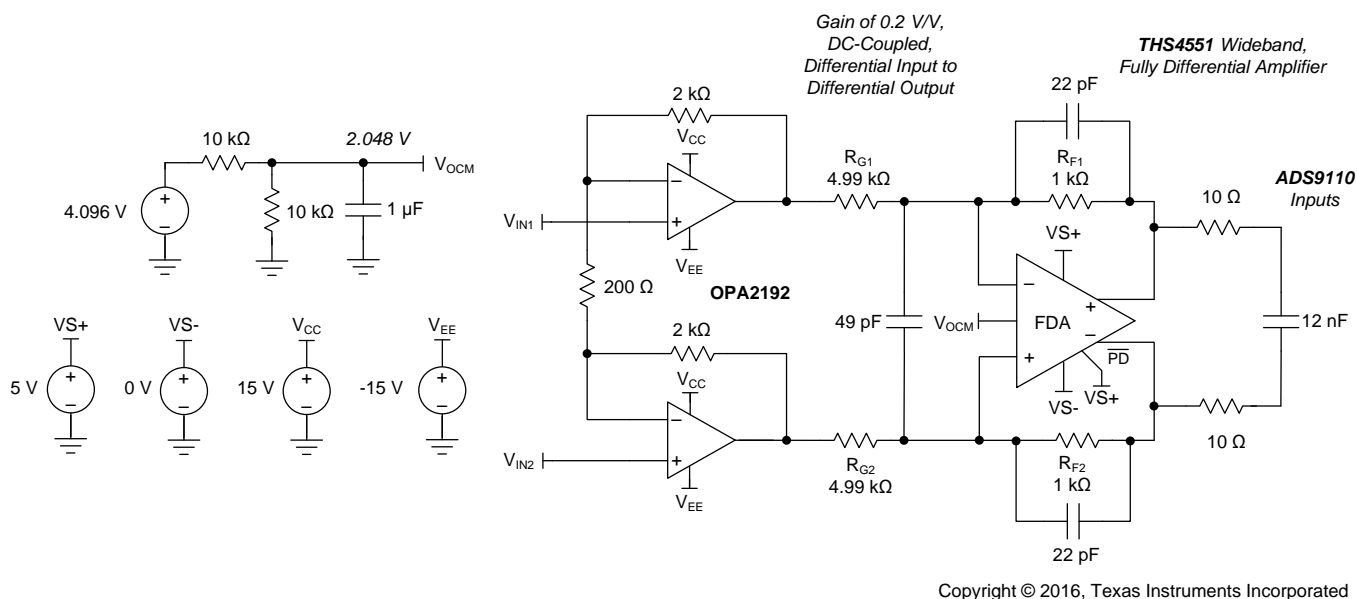 Gain of 0.2 V/V,
DC-Coupled,
Differential Input to
Differential Output
THS4551 Wideband,
Fully Differential Amplifier
22 pF
2 kΩ
VCC
10 kΩ
2.048 V
VOCM
4.096 V
+
−
10 kΩ
1 µF
RG1
4.99 kΩ
RF1
1 kΩ
10 Ω
ADS9110
Inputs
VIN1
−
+
VEE
VS+
200 Ω
OPA2192
49 pF
VOCM
−
+
FDA
+
−
PD
VS-
VS+
12 nF
VS+
5 V
+
−
VS-
0 V
+
−
VCC
15 V
+
−
VEE
-15 V
+
−
2 kΩ
VCC
VIN2
−
+
VEE
RG2
4.99 kΩ
RF2
1 kΩ
10 Ω
22 pF
Copyright © 2016, Texas Instruments Incorporated